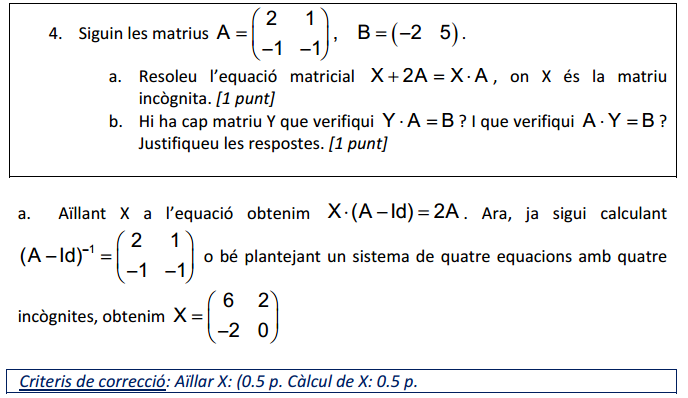 4. Siguin les matrius A = ( 2 1 ; −1 −1 ), B = (−2 5).
a. Resoleu l'equació matricial X + 2A = X · A , on X és la matriu
incògnita. [1 punt]
b. Hi ha cap matriu Y que verifiqui Y · A = B ? I que verifiqui A · Y = B ?
Justifiqueu les respostes. [1 punt]
a. Aïllant X a l'equació obtenim X · (A − Id) = 2A . Ara, ja sigui calculant
(A − Id)⁻¹ = ( 2 1 ; −1 −1 ) o bé plantejant un sistema de quatre equacions amb quatre
incògnites, obtenim X = ( 6 2 ; −2 0 )
Criteris de correcció: Aïllar X: (0.5 p. Càlcul de X: 0.5 p.